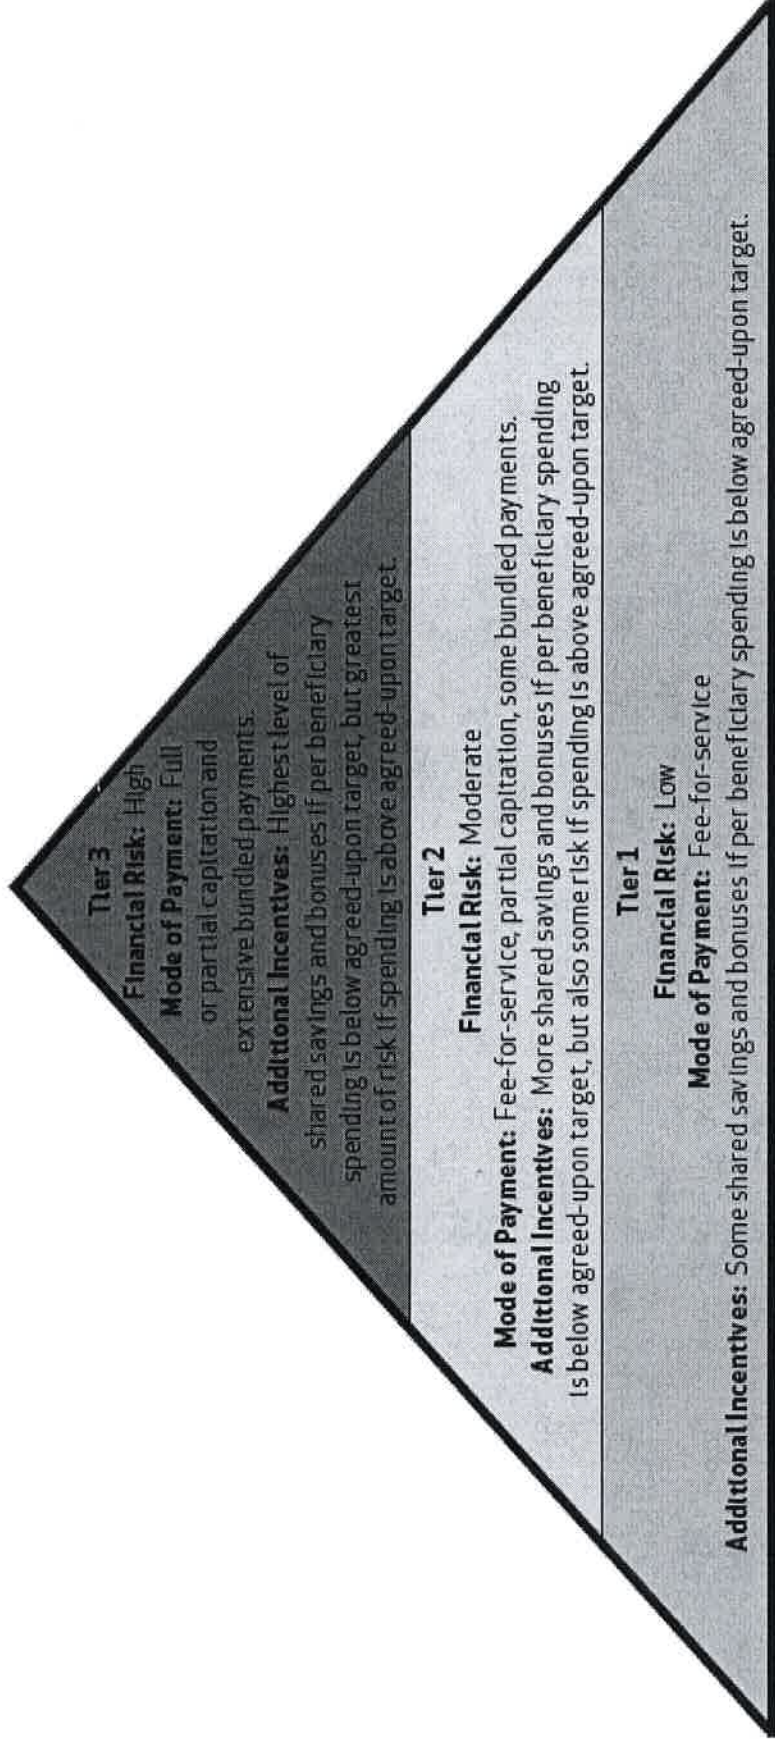 Tier 3
Financial Risk: High
Mode of Payment: Full
or partial capitation and
extensive bundled payments.
Additional Incentives: Highest level of
shared savings and bonuses if per beneficiary
spending is below agreed-upon target, but greatest
amount of risk if spending is above agreed-upon target.
Tier 2
Financial Risk: Moderate
Mode of Payment: Fee-for-service, partial capitation, some bundled payments.
Additional Incentives: More shared savings and bonuses if per beneficiary spending
is below agreed-upon target, but also some risk if spending is above agreed-upon target.
Tier 1
Financial Risk: Low
Mode of Payment: Fee-for-service
Additional Incentives: Some shared savings and bonuses if per beneficiary spending is below agreed-upon target.